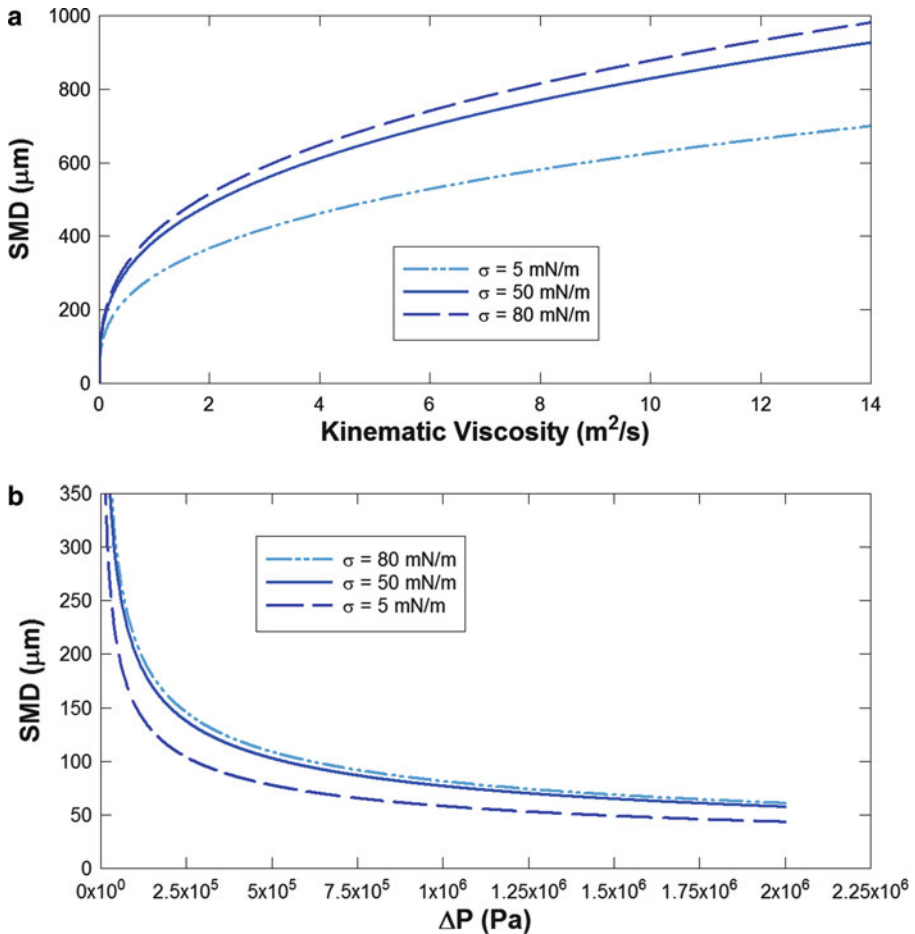 a
1000
800
600
400
200
0
SMD (μm)
σ = 5 mN/m
σ = 50 mN/m
σ = 80 mN/m
0 2 4 6 8 10 12 14
Kinematic Viscosity (m²/s)
b
350
300
250
200
150
100
50
0
SMD (μm)
σ = 80 mN/m
σ = 50 mN/m
σ = 5 mN/m
0x10⁰ 2.5x10⁵ 5x10⁵ 7.5x10⁵ 1x10⁶ 1.25x10⁶ 1.5x10⁶ 1.75x10⁶ 2x10⁶ 2.25x10⁶
ΔP (Pa)